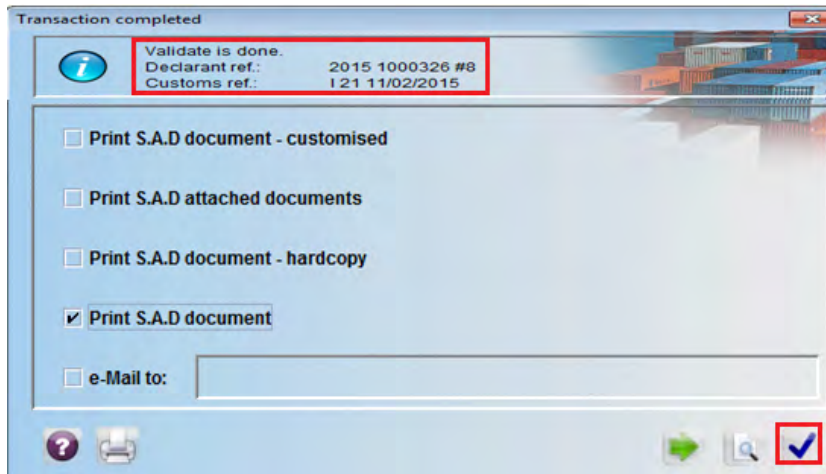 Transaction completed
Validate is done.
Declarant ref.: 2015 1000326 #8
Customs ref.: I 21 11/02/2015
Print S.A.D document - customised
Print S.A.D attached documents
Print S.A.D document - hardcopy
Print S.A.D document
e-Mail to: